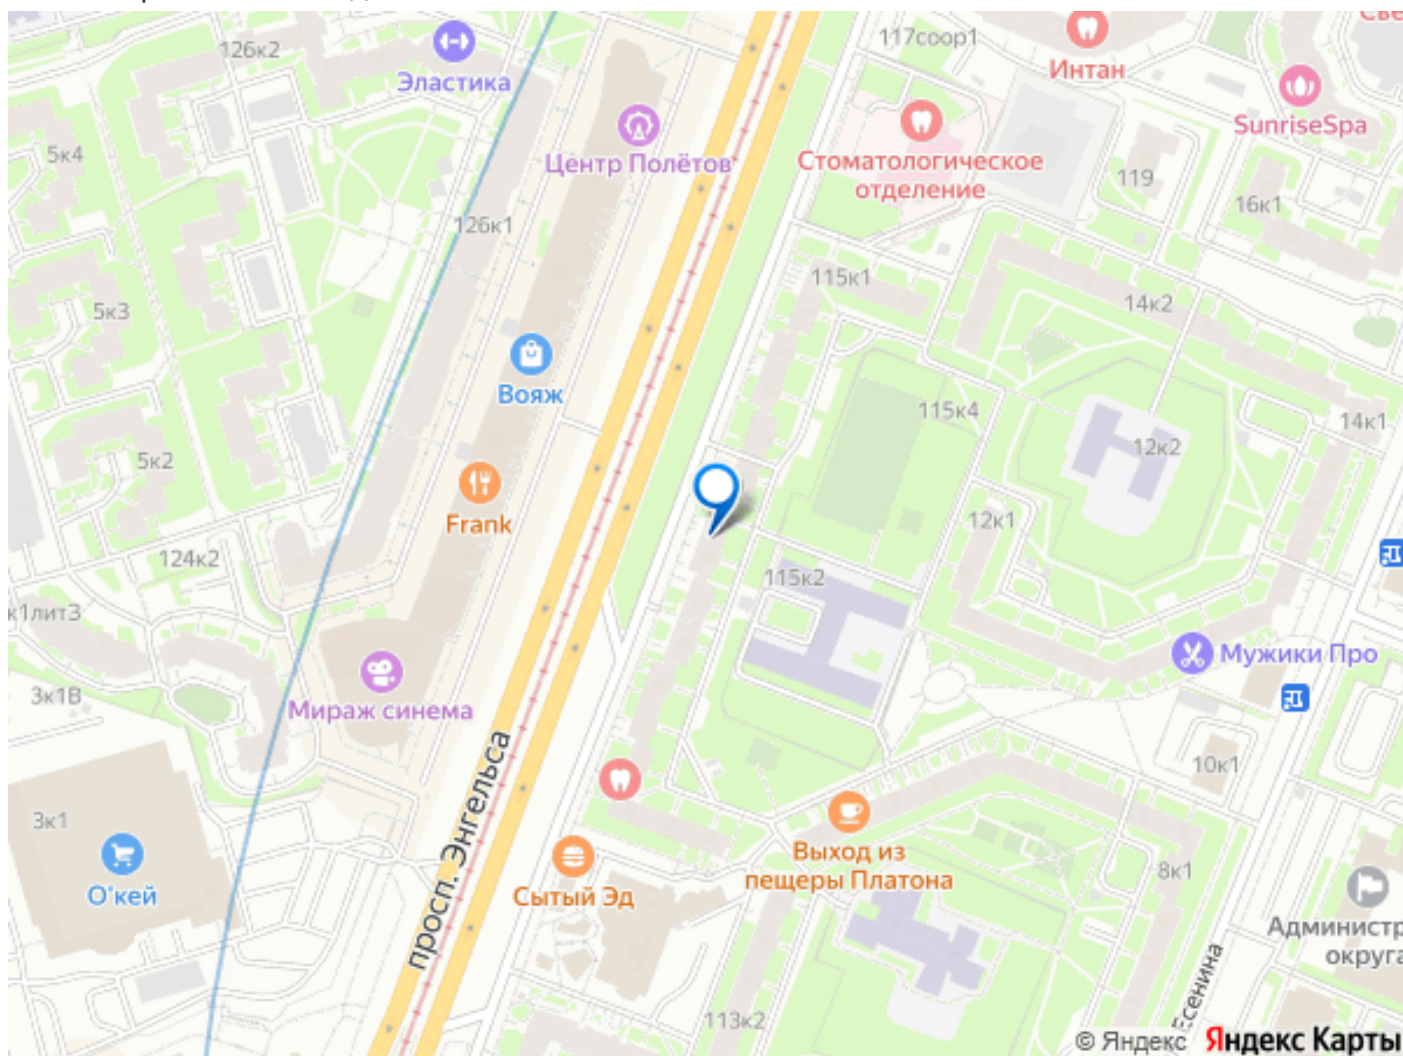 126к2
Эластика
117соор1
Интан
SunriseSpa
Центр Полётов
Стоматологическое
отделение
5к4
119
16к1
126к1
115к1
14к2
5к3
Вояж
115к4
14к1
12к2
5к2
Frank
12к1
124к2
115к2
к1лит3
Мужики Про
3к1В
Мираж синема
просп. Энгельса
10к1
3к1
О'кей
Сытый Эд
Выход из
пещеры Платона
8к1
Администр
округа
Есенина
113к2
© Яндекс Яндекс Карты